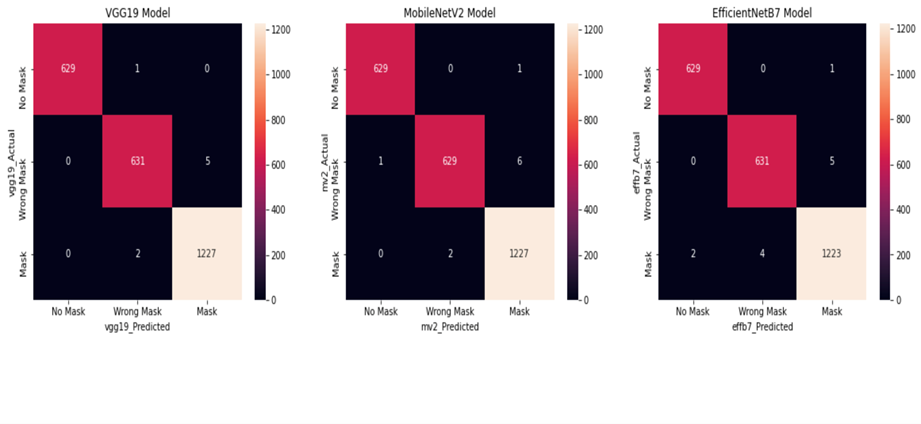 VGG19 Model
629 1 0
0 631 5
0 2 1227
No Mask
Wrong Mask
Mask
vgg19_Actual
No Mask Wrong Mask Mask
vgg19_Predicted
1200
1000
800
600
400
200
0
MobileNetV2 Model
629 0 1
1 629 6
0 2 1227
No Mask
Wrong Mask
Mask
mv2_Actual
No Mask Wrong Mask Mask
mv2_Predicted
1200
1000
800
600
400
200
0
EfficientNetB7 Model
629 0 1
0 631 5
2 4 1223
No Mask
Wrong Mask
Mask
effb7_Actual
No Mask Wrong Mask Mask
effb7_Predicted
1200
1000
800
600
400
200
0